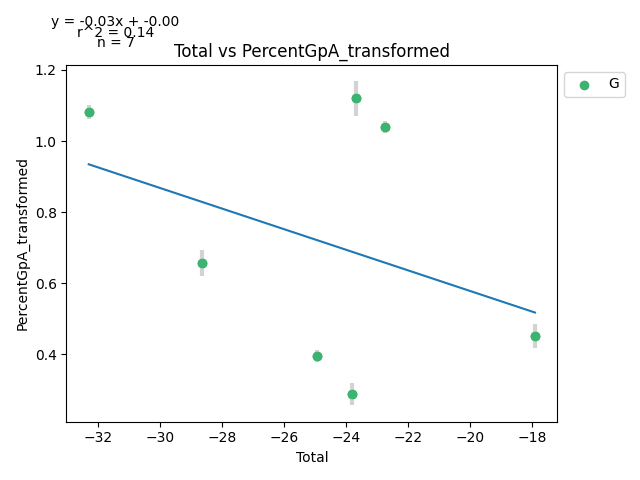 y = -0.03x + -0.00
r^2 = 0.14
n = 7
Total vs PercentGpA_transformed
G
1.2
1.0
0.8
0.6
0.4
PercentGpA_transformed
−32
−30
−28
−26
−24
−22
−20
−18
Total